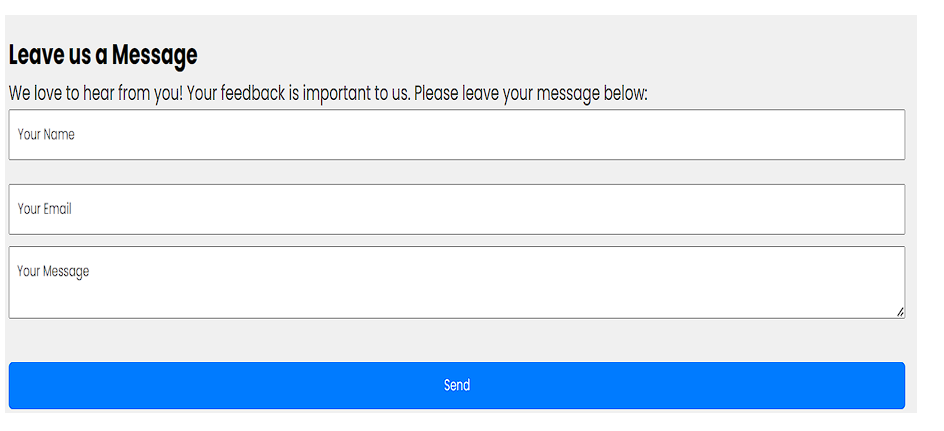 Leave us a Message
We love to hear from you! Your feedback is important to us. Please leave your message below:
Your Name
Your Email
Your Message
Send